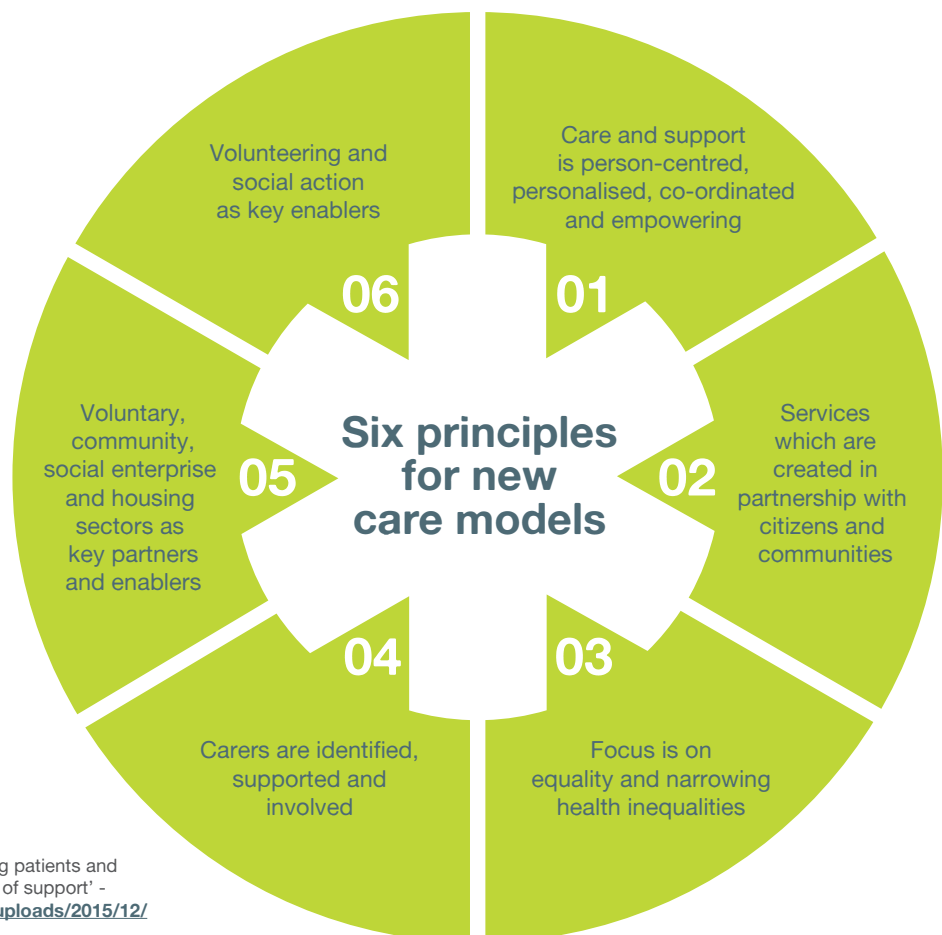 Six principles
for new
care models
01
Care and support
is person-centred,
personalised, co-ordinated
and empowering
02
Services
which are
created in
partnership with
citizens and
communities
03
Focus is on
equality and narrowing
health inequalities
04
Carers are identified,
supported and
involved
05
Voluntary,
community,
social enterprise
and housing
sectors as
key partners
and enablers
06
Volunteering and
social action
as key enablers
g patients and
of support' -
uploads/2015/12/